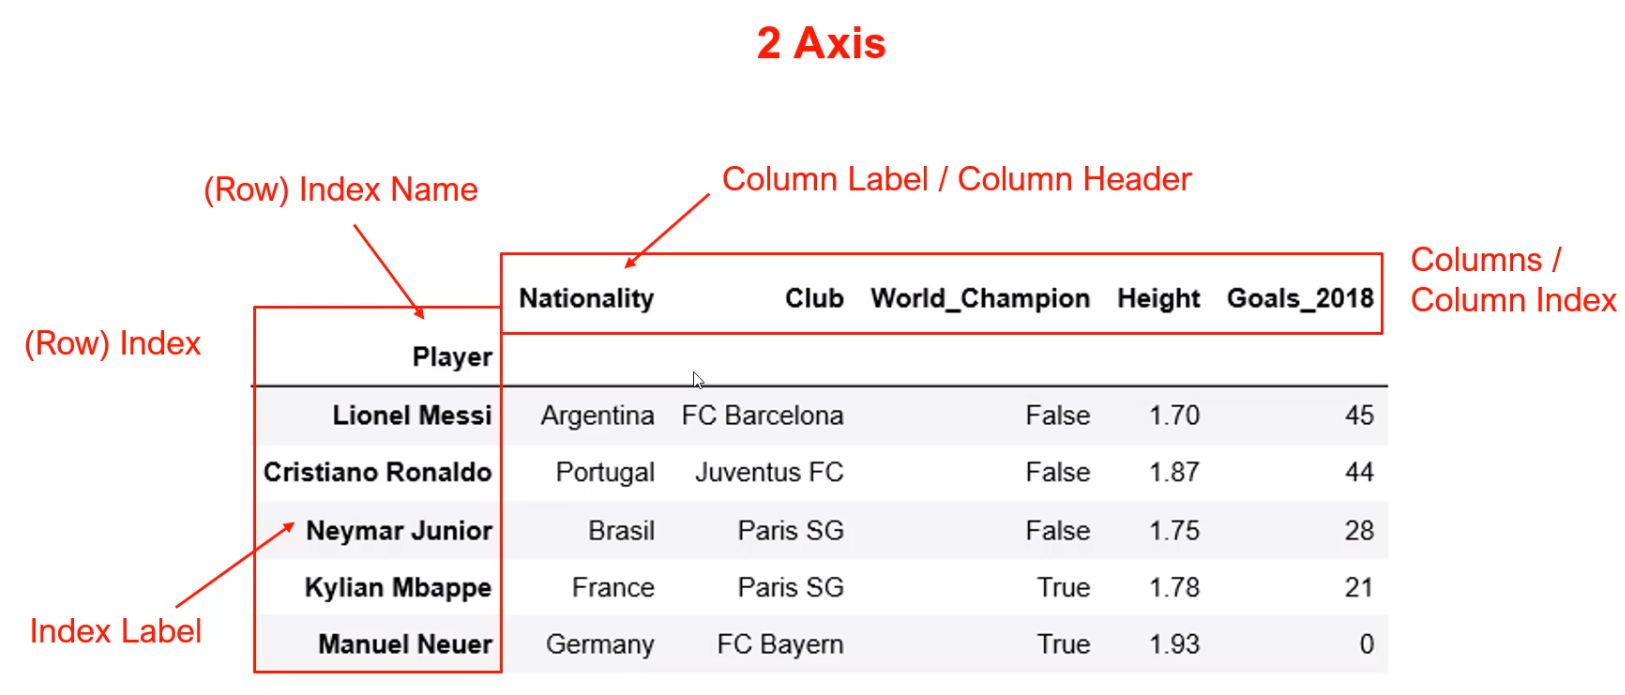 2 Axis
(Row) Index Name
Column Label / Column Header
Columns /
Column Index
Nationality Club World_Champion Height Goals_2018
(Row) Index
Player
Lionel Messi Argentina FC Barcelona False 1.70 45
Cristiano Ronaldo Portugal Juventus FC False 1.87 44
Neymar Junior Brasil Paris SG False 1.75 28
Kylian Mbappe France Paris SG True 1.78 21
Index Label
Manuel Neuer Germany FC Bayern True 1.93 0